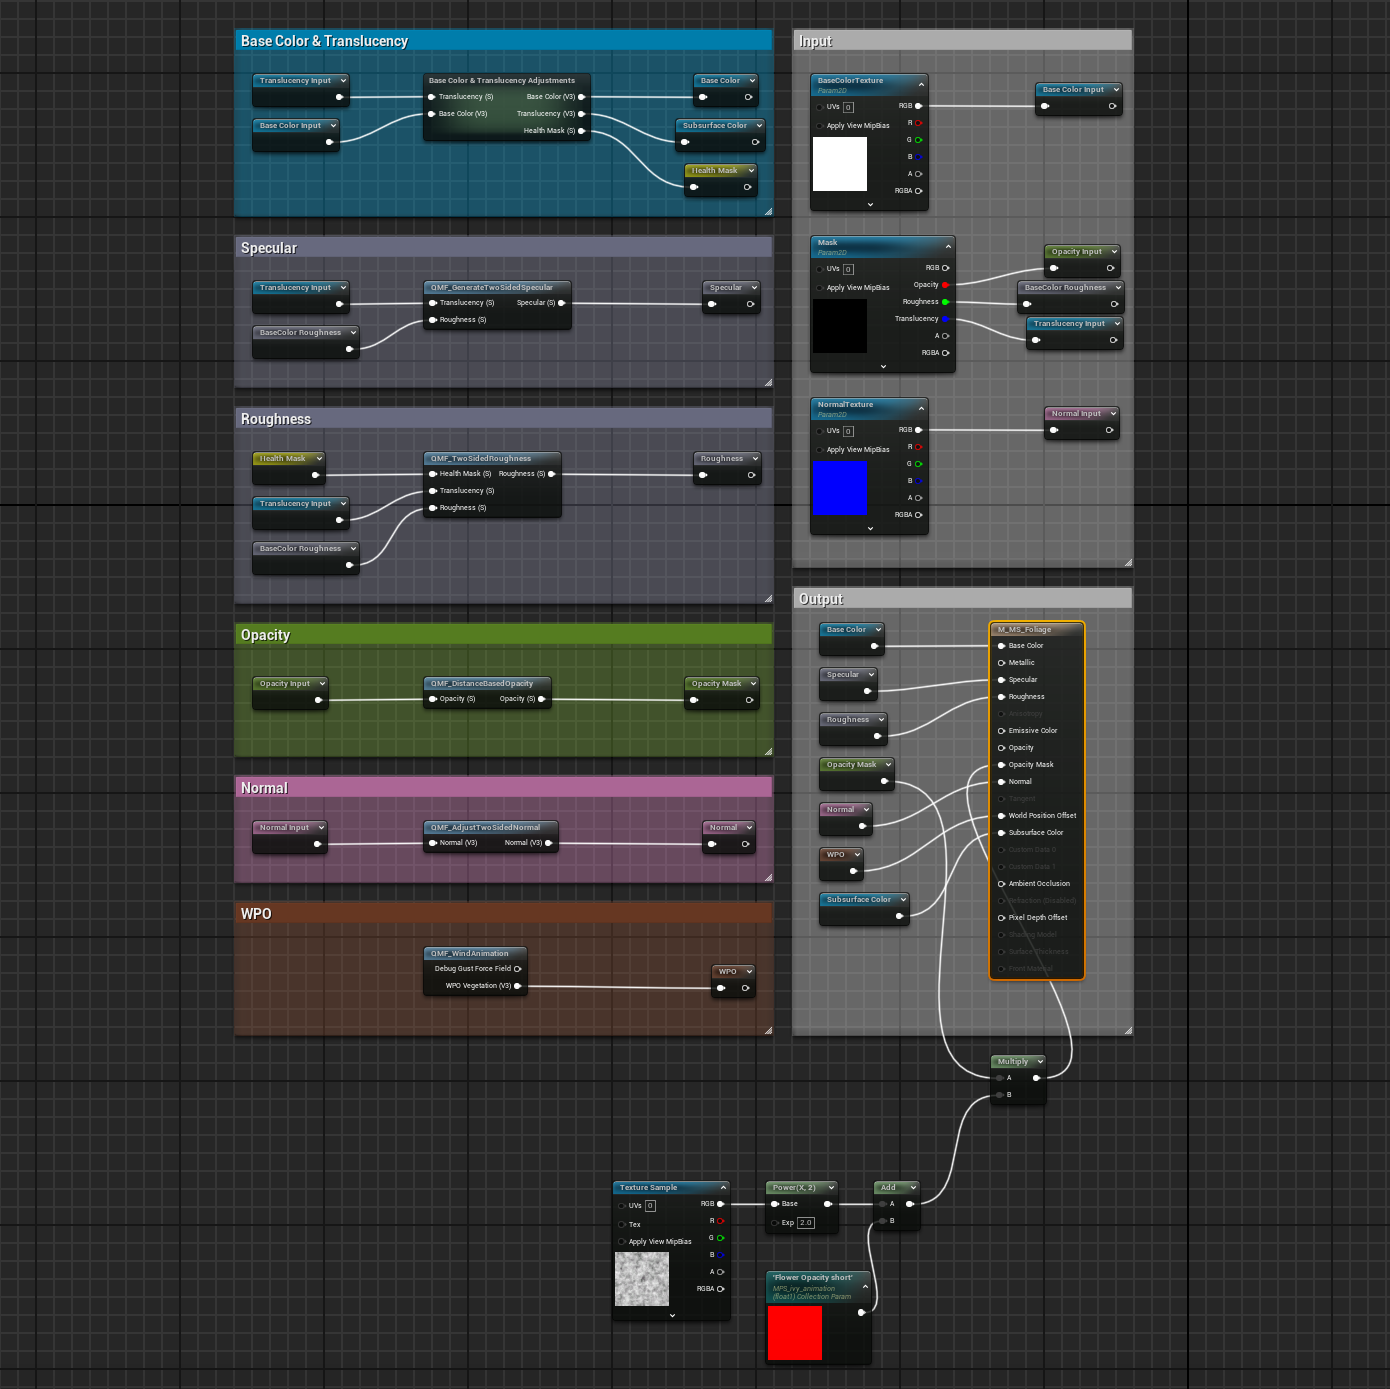 Base Color & Translucency
Translucency Input
Base Color Input
Base Color & Translucency Adjustments
Translucency (S)
Base Color (V3)
Base Color (V3)
Translucency (V3)
Health Mask (S)
Base Color
Subsurface Color
Health Mask
Specular
Translucency Input
BaseColor Roughness
QMF_GenerateTwoSidedSpecular
Translucency (S)
Specular (S)
Roughness (S)
Specular
Roughness
Health Mask
Translucency Input
BaseColor Roughness
QMF_TwoSidedRoughness
Health Mask (S)
Roughness (S)
Translucency (S)
Roughness (S)
Roughness
Opacity
Opacity Input
QMF_DistanceBasedOpacity
Opacity (S)
Opacity (S)
Opacity Mask
Normal
Normal Input
QMF_AdjustTwoSidedNormal
Normal (V3)
Normal (V3)
Normal
WPO
QMF_WindAnimation
Debug Gust Force Field
WPO Vegetation (V3)
WPO
Input
BaseColorTexture
Param2D
UVs 0
RGB
R
Apply View MipBias
G
B
A
RGBA
Base Color Input
Mask
Param2D
UVs 0
RGB
Opacity
Apply View MipBias
Roughness
Translucency
A
RGBA
Opacity Input
BaseColor Roughness
Translucency Input
NormalTexture
Param2D
UVs 0
RGB
R
Apply View MipBias
G
B
A
RGBA
Normal Input
Output
Base Color
Specular
Roughness
Opacity Mask
Normal
WPO
Subsurface Color
M_MS_Foliage
Base Color
Metallic
Specular
Roughness
Anisotropy
Emissive Color
Opacity
Opacity Mask
Normal
Tangent
World Position Offset
Subsurface Color
Custom Data 0
Custom Data 1
Ambient Occlusion
Refraction (Disabled)
Pixel Depth Offset
Shading Model
Surface Thickness
Front Material
Multiply
A
B
Texture Sample
UVs 0
RGB
R
Tex
G
Apply View MipBias
B
A
RGBA
Power(X, 2)
Base
Exp 2.0
Add
A
B
'Flower Opacity short'
MPS_ivy_animation
(float1) Collection Param